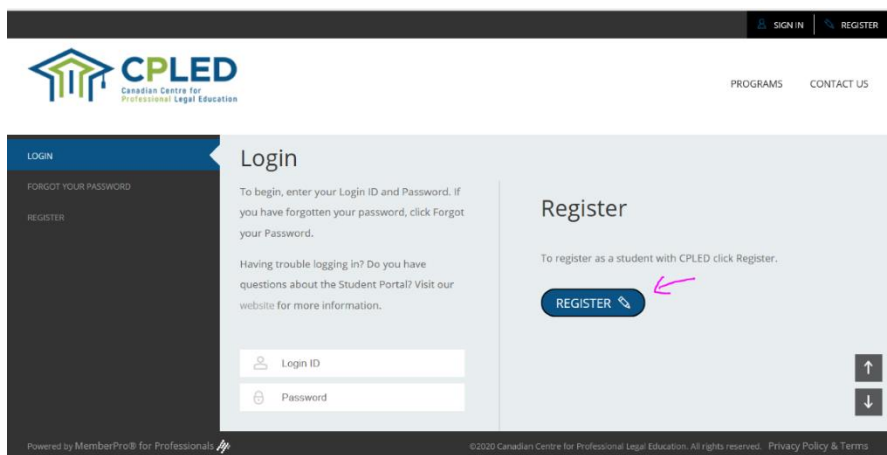 SIGN IN
REGISTER
CPLED
Canadian Centre for
Professional Legal Education
PROGRAMS
CONTACT US
LOGIN
FORGOT YOUR PASSWORD
REGISTER
Login
To begin, enter your Login ID and Password. If
you have forgotten your password, click Forgot
your Password.
Having trouble logging in? Do you have
questions about the Student Portal? Visit our
website for more information.
Login ID
Password
Register
To register as a student with CPLED click Register.
REGISTER
Powered by MemberPro® for Professionals
©2020 Canadian Centre for Professional Legal Education. All rights reserved. Privacy Policy & Terms